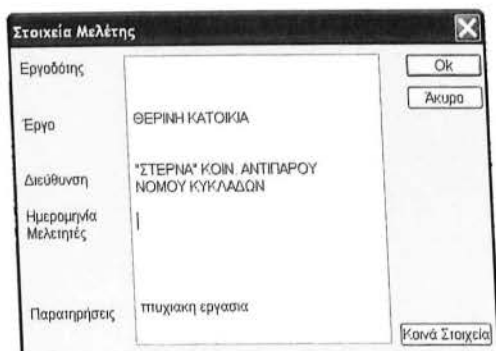 Στοιχεία Μελέτης
Εργοδότης
Ok
Άκυρο
Έργο
ΘΕΡΙΝΗ ΚΑΤΟΙΚΙΑ
Διεύθυνση
"ΣΤΕΡΝΑ" ΚΟΙΝ. ΑΝΤΙΠΑΡΟΥ
ΝΟΜΟΥ ΚΥΚΛΑΔΩΝ
Ημερομηνία
Μελετητές
Παρατηρήσεις
πτυχιακη εργασια
Κοινά Στοιχεία